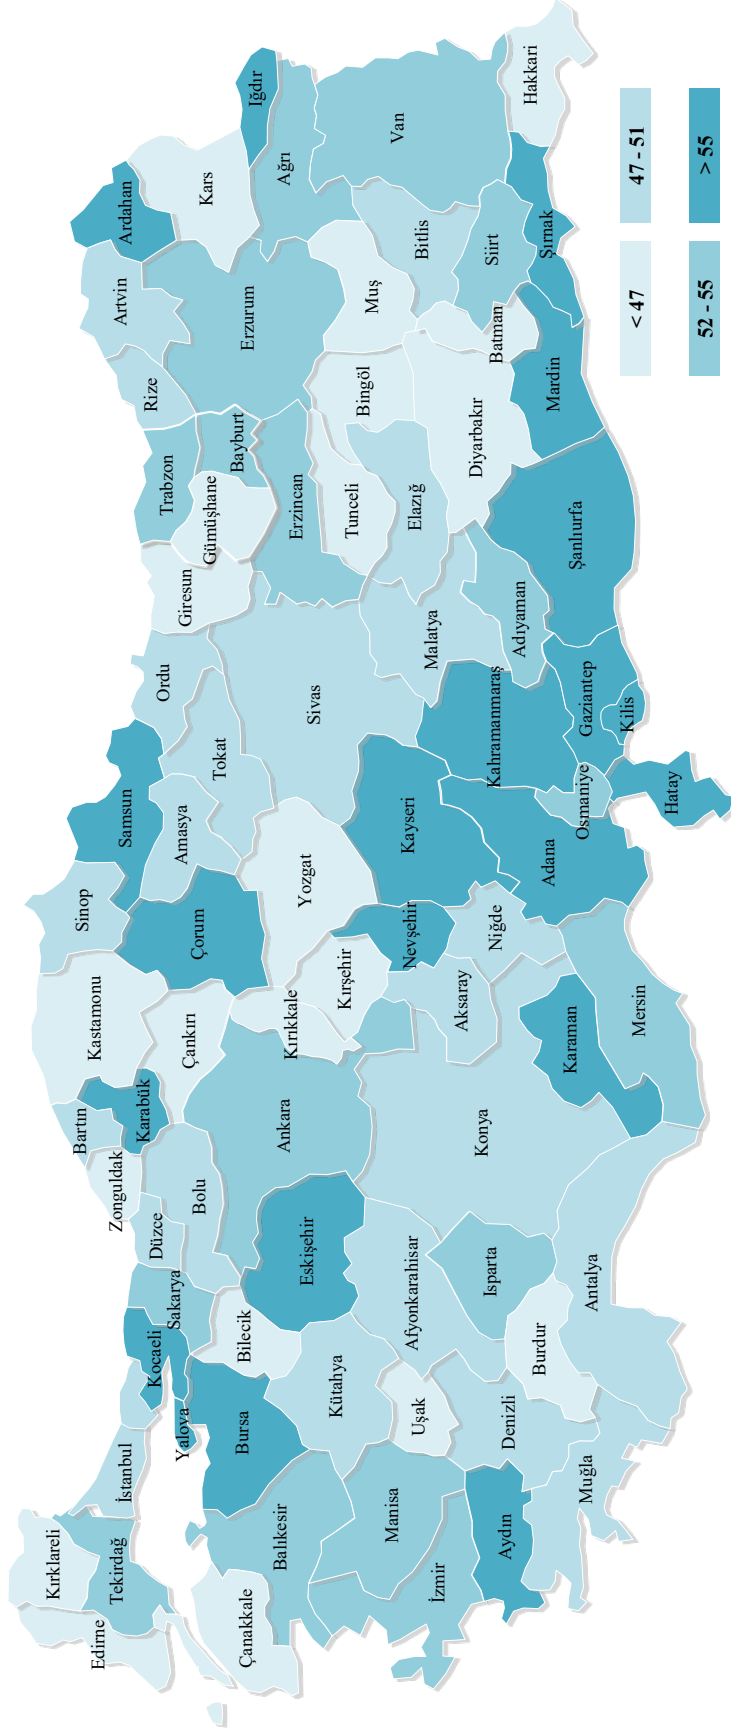 Kırklareli
Edirne
Tekirdağ
İstanbul
Çanakkale
Balıkesir
Bursa
Yalova
Kocaeli
Sakarya
Düzce
Bolu
Zonguldak
Bartın
Karabük
Kastamonu
Çankırı
Sinop
Çorum
Samsun
Amasya
Tokat
Ordu
Giresun
Gümüşhane
Trabzon
Bayburt
Rize
Artvin
Ardahan
Kars
Iğdır
Ağrı
Erzurum
Erzincan
Tunceli
Bingöl
Muş
Bitlis
Van
Hakkari
Şırnak
Siirt
Batman
Mardin
Diyarbakır
Elazığ
Malatya
Adıyaman
Şanlıurfa
Gaziantep
Kilis
Kahramanmaraş
Osmaniye
Hatay
Adana
Kayseri
Sivas
Yozgat
Nevşehir
Kırşehir
Kırıkkale
Ankara
Aksaray
Niğde
Mersin
Karaman
Konya
Eskişehir
Bilecik
Kütahya
Afyonkarahisar
Isparta
Antalya
Burdur
Uşak
Denizli
Muğla
Manisa
İzmir
Aydın
< 47
47 - 51
52 - 55
> 55